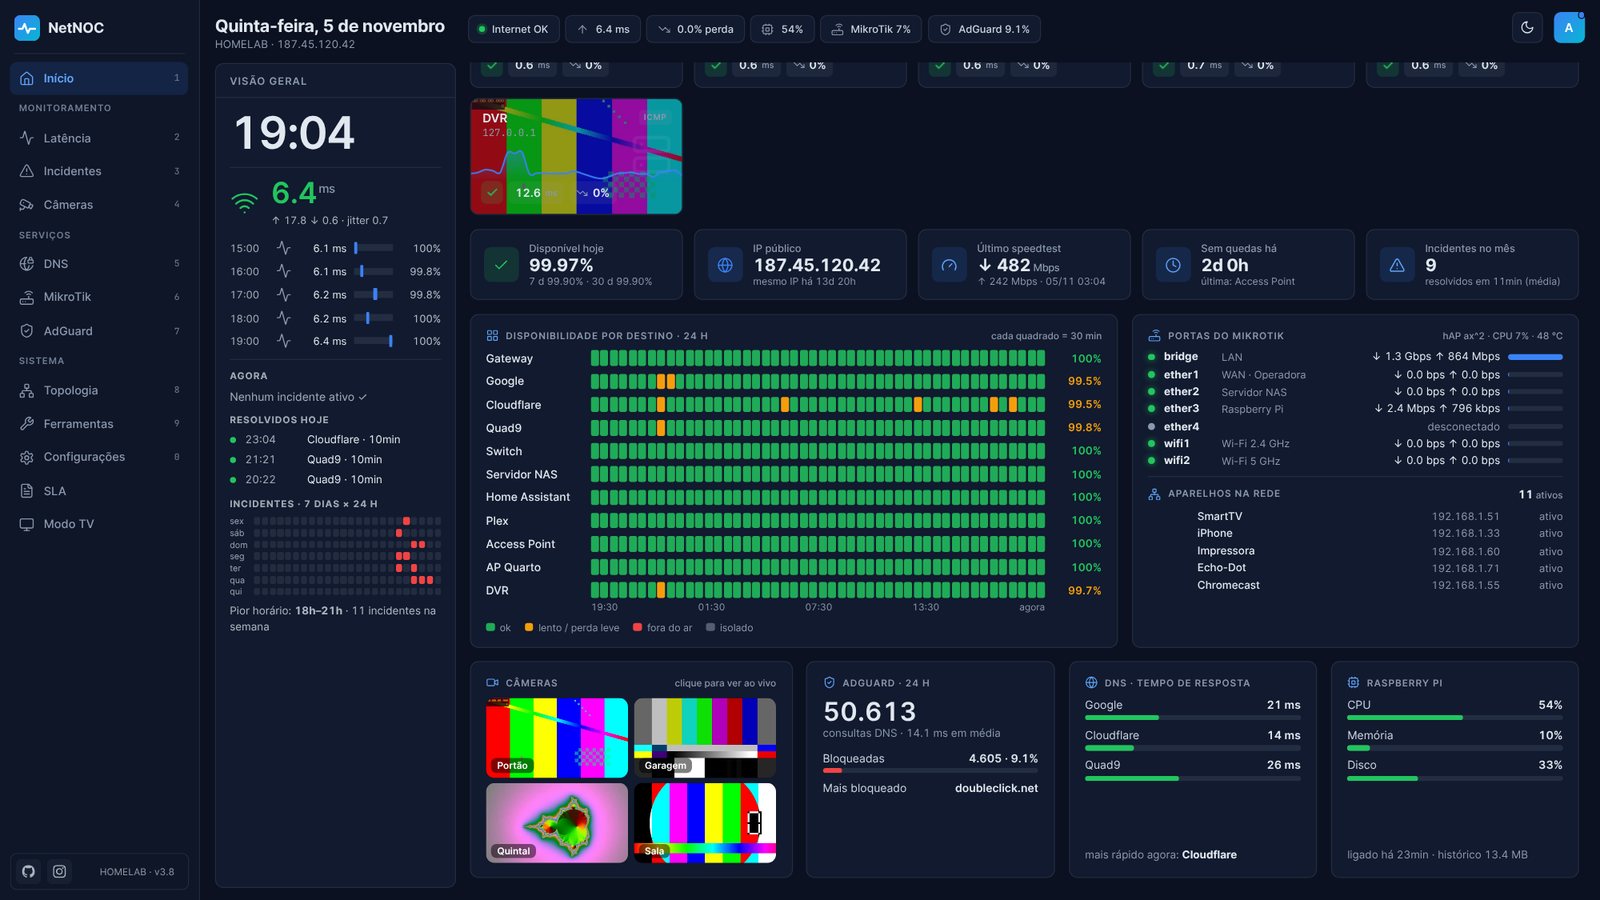 NetNOC
Início 1
MONITORAMENTO
Latência 2
Incidentes 3
Câmeras 4
SERVIÇOS
DNS 5
MikroTik 6
AdGuard 7
SISTEMA
Topologia 8
Ferramentas 9
Configurações 0
SLA
Modo TV
HOMELAB · v3.8
Quinta-feira, 5 de novembro
HOMELAB · 187.45.120.42
Internet OK
↑ 6.4 ms
0.0% perda
54%
MikroTik 7%
AdGuard 9.1%
A
VISÃO GERAL
19:04
6.4 ms
↑ 17.8 ↓ 0.6 · jitter 0.7
15:00 6.1 ms 100%
16:00 6.1 ms 99.8%
17:00 6.2 ms 99.8%
18:00 6.2 ms 100%
19:00 6.4 ms 100%
AGORA
Nenhum incidente ativo ✓
RESOLVIDOS HOJE
23:04 Cloudflare · 10min
21:21 Quad9 · 10min
20:22 Quad9 · 10min
INCIDENTES · 7 DIAS × 24 H
sex
sáb
dom
seg
ter
qua
qui
Pior horário: 18h–21h · 11 incidentes na
semana
0.6 ms 0%
0.6 ms 0%
0.6 ms 0%
0.7 ms 0%
0.6 ms 0%
DVR ICMP
127.0.0.1
12.6 ms 0%
Disponível hoje
99.97%
7 d 99.90% · 30 d 99.90%
IP público
187.45.120.42
mesmo IP há 13d 20h
Último speedtest
↓ 482 Mbps
↑ 242 Mbps · 05/11 03:04
Sem quedas há
2d 0h
última: Access Point
Incidentes no mês
9
resolvidos em 11min (média)
DISPONIBILIDADE POR DESTINO · 24 H cada quadrado = 30 min
Gateway 100%
Google 99.5%
Cloudflare 99.5%
Quad9 99.8%
Switch 100%
Servidor NAS 100%
Home Assistant 100%
Plex 100%
Access Point 100%
AP Quarto 100%
DVR 99.7%
19:30 01:30 07:30 13:30 agora
ok lento / perda leve fora do ar isolado
PORTAS DO MIKROTIK hAP ax^2 · CPU 7% · 48 °C
bridge LAN ↓ 1.3 Gbps ↑ 864 Mbps
ether1 WAN · Operadora ↓ 0.0 bps ↑ 0.0 bps
ether2 Servidor NAS ↓ 0.0 bps ↑ 0.0 bps
ether3 Raspberry Pi ↓ 2.4 Mbps ↑ 796 kbps
ether4 desconectado
wifi1 Wi-Fi 2.4 GHz ↓ 0.0 bps ↑ 0.0 bps
wifi2 Wi-Fi 5 GHz ↓ 0.0 bps ↑ 0.0 bps
APARELHOS NA REDE 11 ativos
SmartTV 192.168.1.51 ativo
iPhone 192.168.1.33 ativo
Impressora 192.168.1.60 ativo
Echo-Dot 192.168.1.71 ativo
Chromecast 192.168.1.55 ativo
CÂMERAS clique para ver ao vivo
Portão
Garagem
Quintal
Sala
ADGUARD · 24 H
50.613
consultas DNS · 14.1 ms em média
Bloqueadas 4.605 · 9.1%
Mais bloqueado doubleclick.net
DNS · TEMPO DE RESPOSTA
Google 21 ms
Cloudflare 14 ms
Quad9 26 ms
mais rápido agora: Cloudflare
RASPBERRY PI
CPU 54%
Memória 10%
Disco 33%
ligado há 23min · histórico 13.4 MB